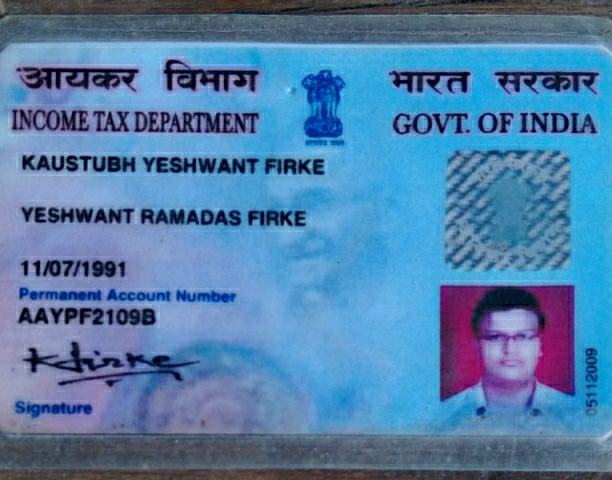 आयकर विभाग
भारत सरकार
INCOME TAX DEPARTMENT
GOVT. OF INDIA
KAUSTUBH YESHWANT FIRKE
YESHWANT RAMADAS FIRKE
11/07/1991
Permanent Account Number
AAYPF2109B
Kfirke
Signature
05112009